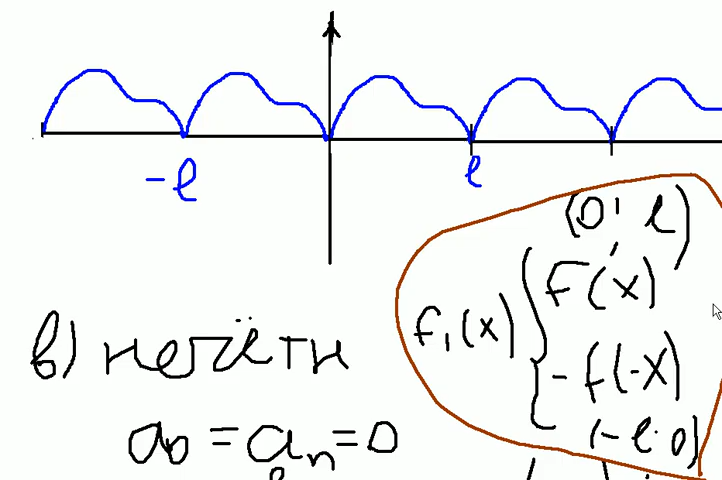 -l l
(0; l)
f(x)
f₁(x)
-f(-x)
(-l; 0)
в) нечётн
a₀ = aₙ = 0